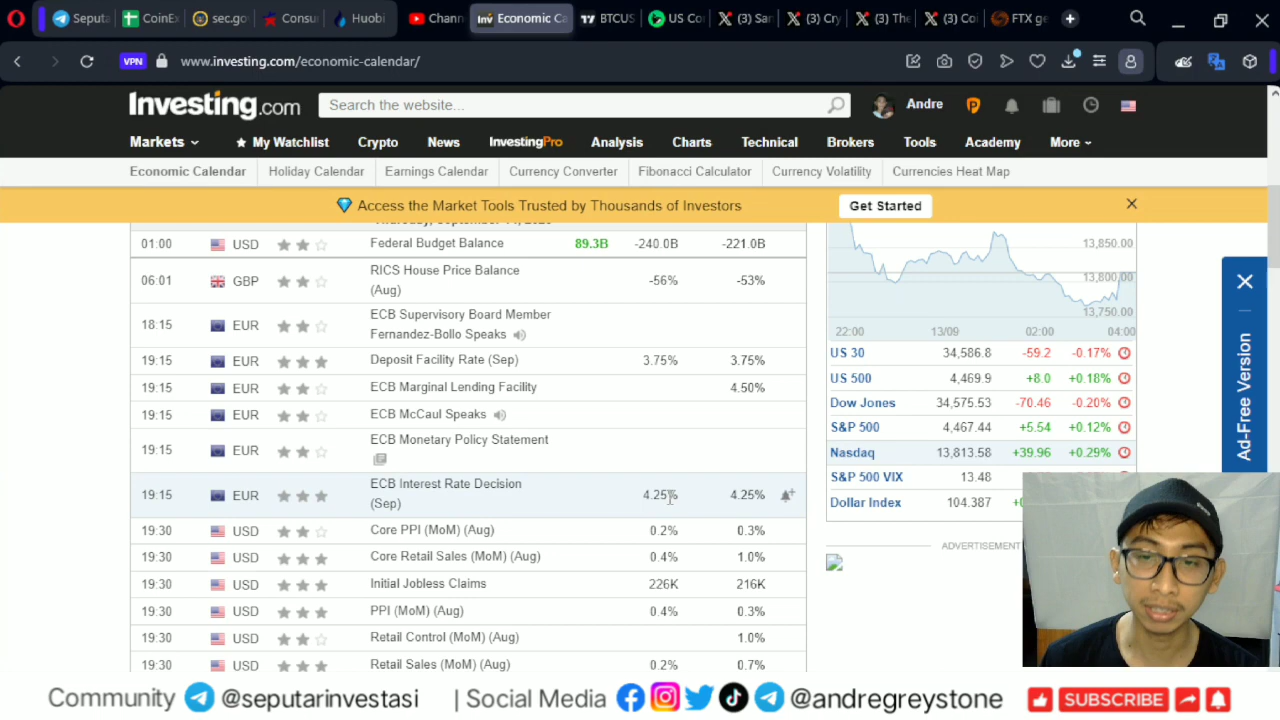 Seputa
CoinEx
sec.go
Consu
Huobi
Chann
Economic Ca
BTCUS
US Co
(3) Sar
(3) Cry
(3) The
(3) Coi
FTX ge
VPN
www.investing.com/economic-calendar/
Investing.com
Search the website...
Andre
Markets
My Watchlist
Crypto
News
InvestingPro
Analysis
Charts
Technical
Brokers
Tools
Academy
More
Economic Calendar
Holiday Calendar
Earnings Calendar
Currency Converter
Fibonacci Calculator
Currency Volatility
Currencies Heat Map
Access the Market Tools Trusted by Thousands of Investors
Get Started
01:00 USD Federal Budget Balance 89.3B -240.0B -221.0B
06:01 GBP RICS House Price Balance (Aug) -56% -53%
18:15 EUR ECB Supervisory Board Member Fernandez-Bollo Speaks
19:15 EUR Deposit Facility Rate (Sep) 3.75% 3.75%
19:15 EUR ECB Marginal Lending Facility 4.50%
19:15 EUR ECB McCaul Speaks
19:15 EUR ECB Monetary Policy Statement
19:15 EUR ECB Interest Rate Decision (Sep) 4.25% 4.25%
19:30 USD Core PPI (MoM) (Aug) 0.2% 0.3%
19:30 USD Core Retail Sales (MoM) (Aug) 0.4% 1.0%
19:30 USD Initial Jobless Claims 226K 216K
19:30 USD PPI (MoM) (Aug) 0.4% 0.3%
19:30 USD Retail Control (MoM) (Aug) 1.0%
19:30 USD Retail Sales (MoM) (Aug) 0.2% 0.7%
13,850.00
13,800.00
13,750.00
22:00 13/09 02:00 04:00
US 30 34,586.8 -59.2 -0.17%
US 500 4,469.9 +8.0 +0.18%
Dow Jones 34,575.53 -70.46 -0.20%
S&P 500 4,467.44 +5.54 +0.12%
Nasdaq 13,813.58 +39.96 +0.29%
S&P 500 VIX 13.48
Dollar Index 104.387
ADVERTISEMENT
Ad-Free Version
Community @seputarinvestasi | Social Media @andregreystone SUBSCRIBE